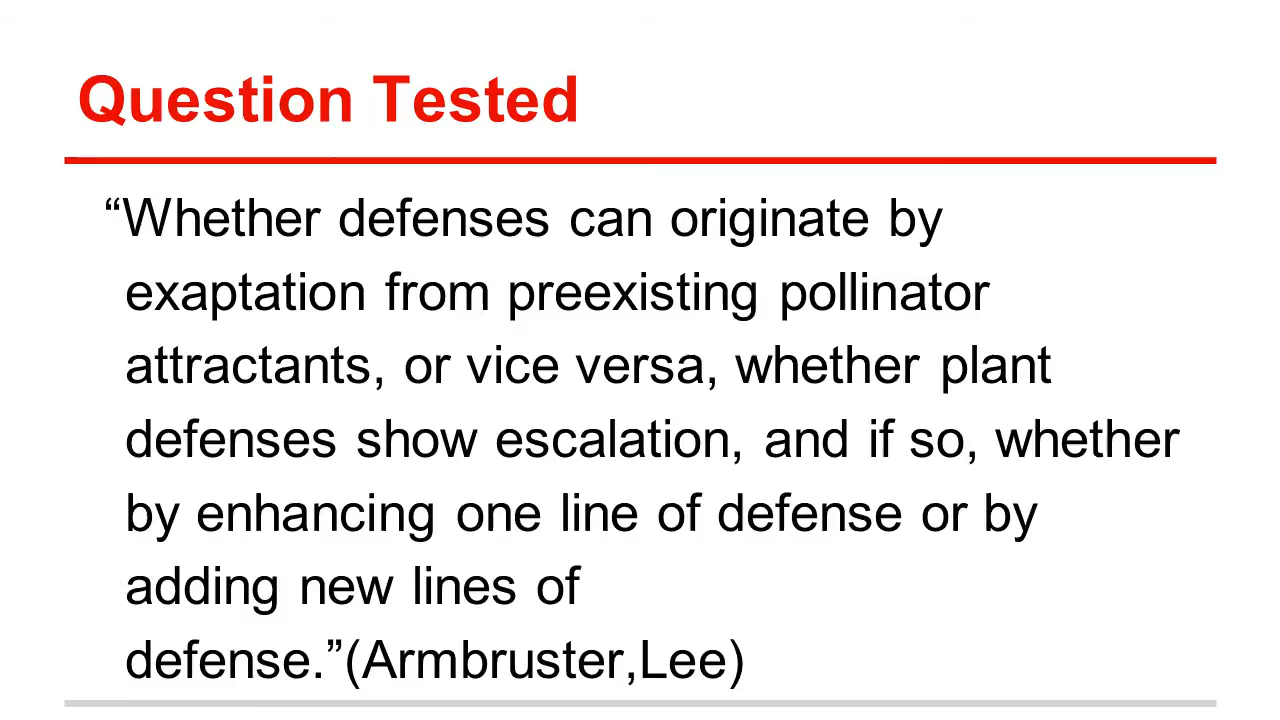 Question Tested
“Whether defenses can originate by
exaptation from preexisting pollinator
attractants, or vice versa, whether plant
defenses show escalation, and if so, whether
by enhancing one line of defense or by
adding new lines of
defense.”(Armbruster,Lee)